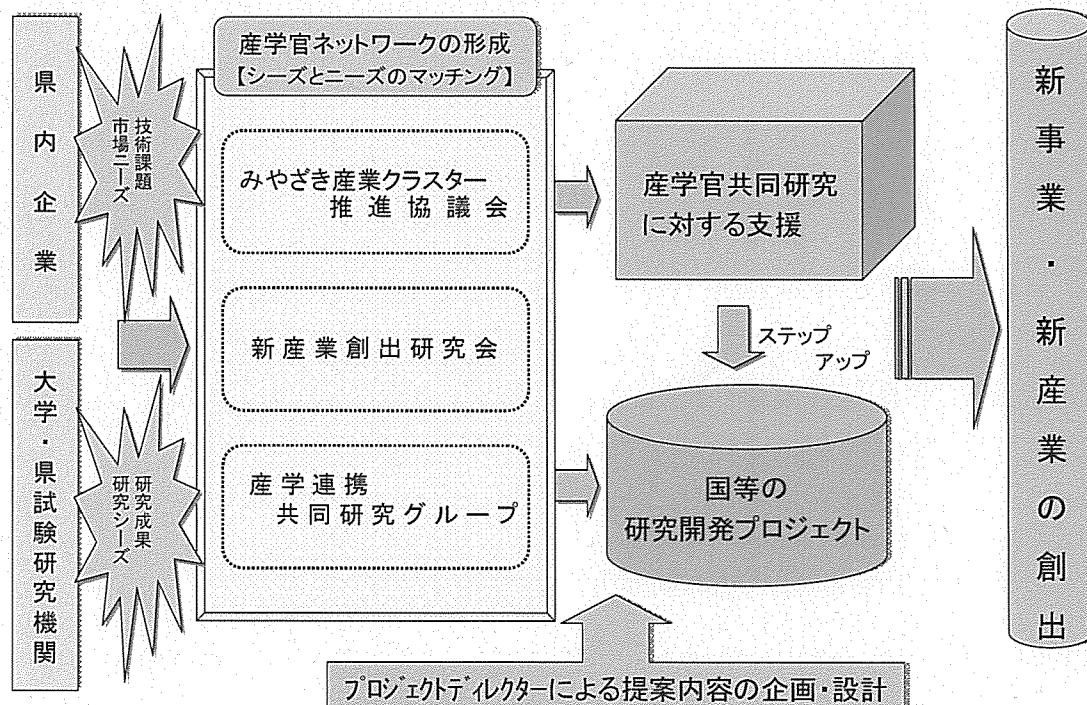 県内企業
技術課題
市場ニーズ
大学・県試験研究機関
研究成果
研究シーズ
産学官ネットワークの形成
【シーズとニーズのマッチング】
みやざき産業クラスター
推進協議会
新産業創出研究会
産学連携
共同研究グループ
産学官共同研究
に対する支援
ステップ
アップ
国等の
研究開発プロジェクト
プロジェクトディレクターによる提案内容の企画・設計
新事業・新産業の創出